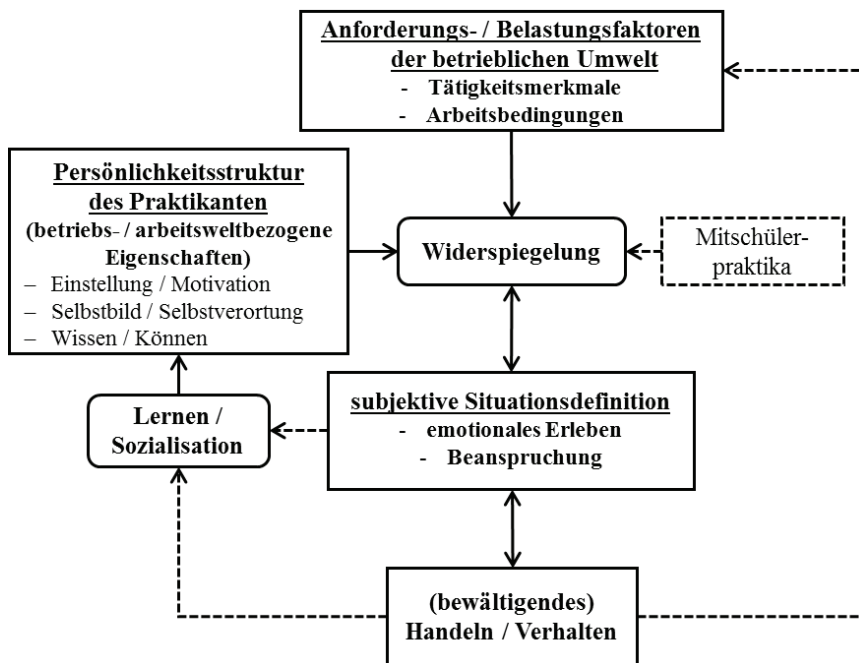 Anforderungs- / Belastungsfaktoren
der betrieblichen Umwelt
- Tätigkeitsmerkmale
- Arbeitsbedingungen
Persönlichkeitsstruktur
des Praktikanten
(betriebs- / arbeitsweltbezogene
Eigenschaften)
– Einstellung / Motivation
– Selbstbild / Selbstverortung
– Wissen / Können
Widerspiegelung
Mitschüler-
praktika
Lernen /
Sozialisation
subjektive Situationsdefinition
- emotionales Erleben
- Beanspruchung
(bewältigendes)
Handeln / Verhalten